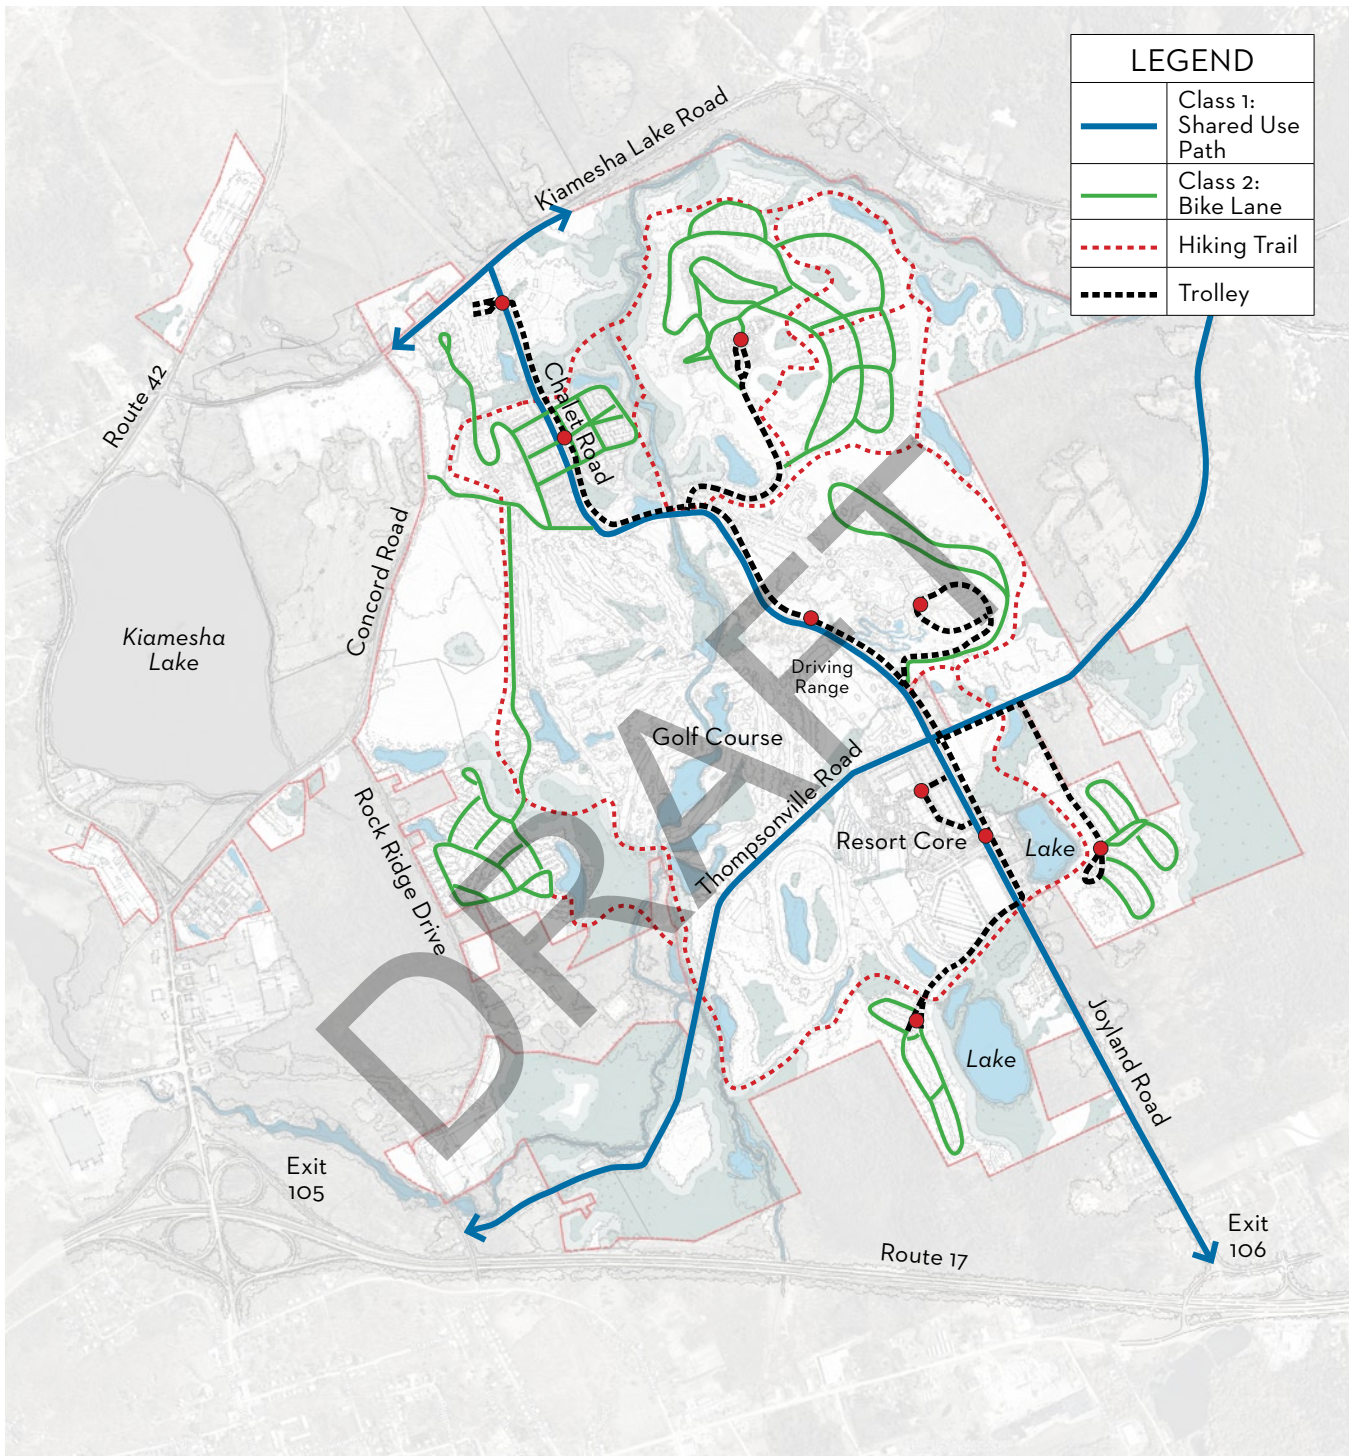 LEGEND
Class 1:
Shared Use
Path
Class 2:
Bike Lane
Hiking Trail
Trolley
Kiamesha Lake Road
Route 42
Chalet Road
Concord Road
Kiamesha
Lake
Driving
Range
Golf Course
Thompsonville Road
Rock Ridge Drive
Resort Core
Lake
DRAFT
Joyland Road
Lake
Exit
105
Exit
106
Route 17